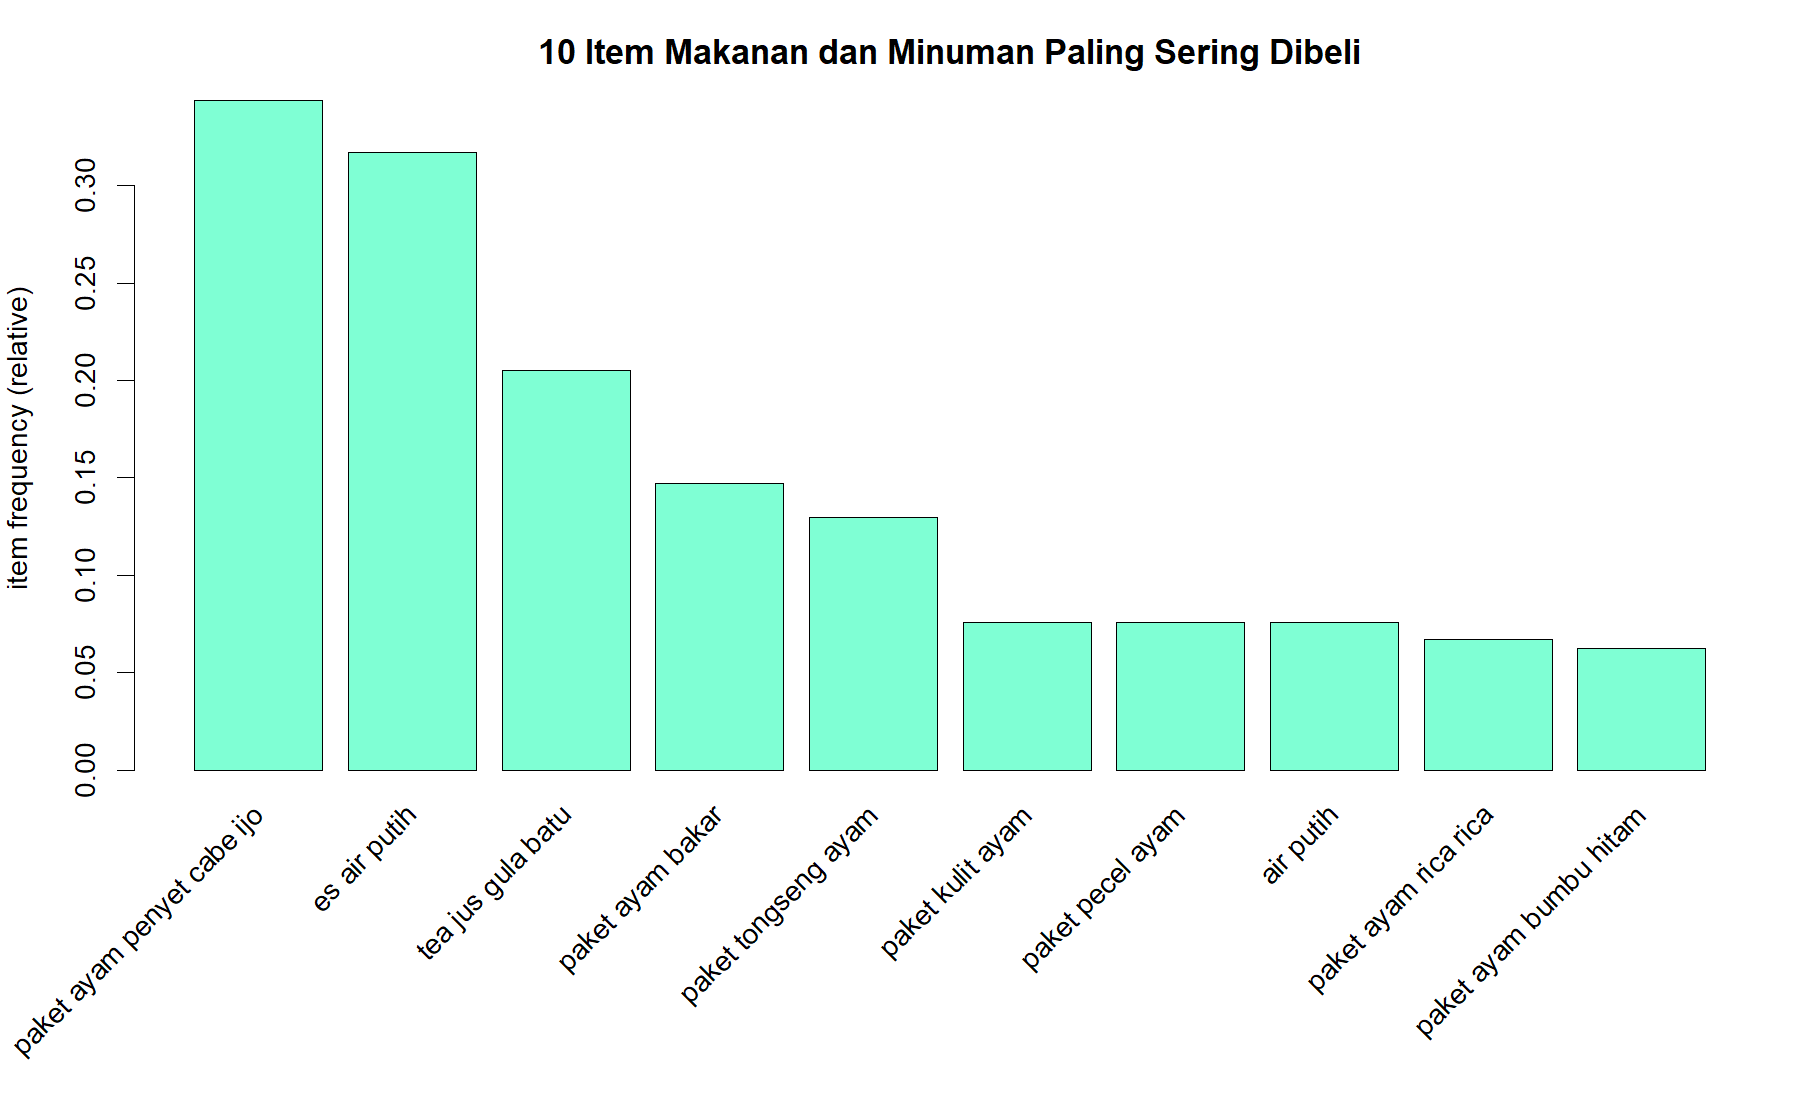 10 Item Makanan dan Minuman Paling Sering Dibeli
item frequency (relative)
0.30
0.25
0.20
0.15
0.10
0.05
0.00
paket ayam penyet cabe ijo
es air putih
tea jus gula batu
paket ayam bakar
paket tongseng ayam
paket kulit ayam
paket pecel ayam
air putih
paket ayam rica rica
paket ayam bumbu hitam